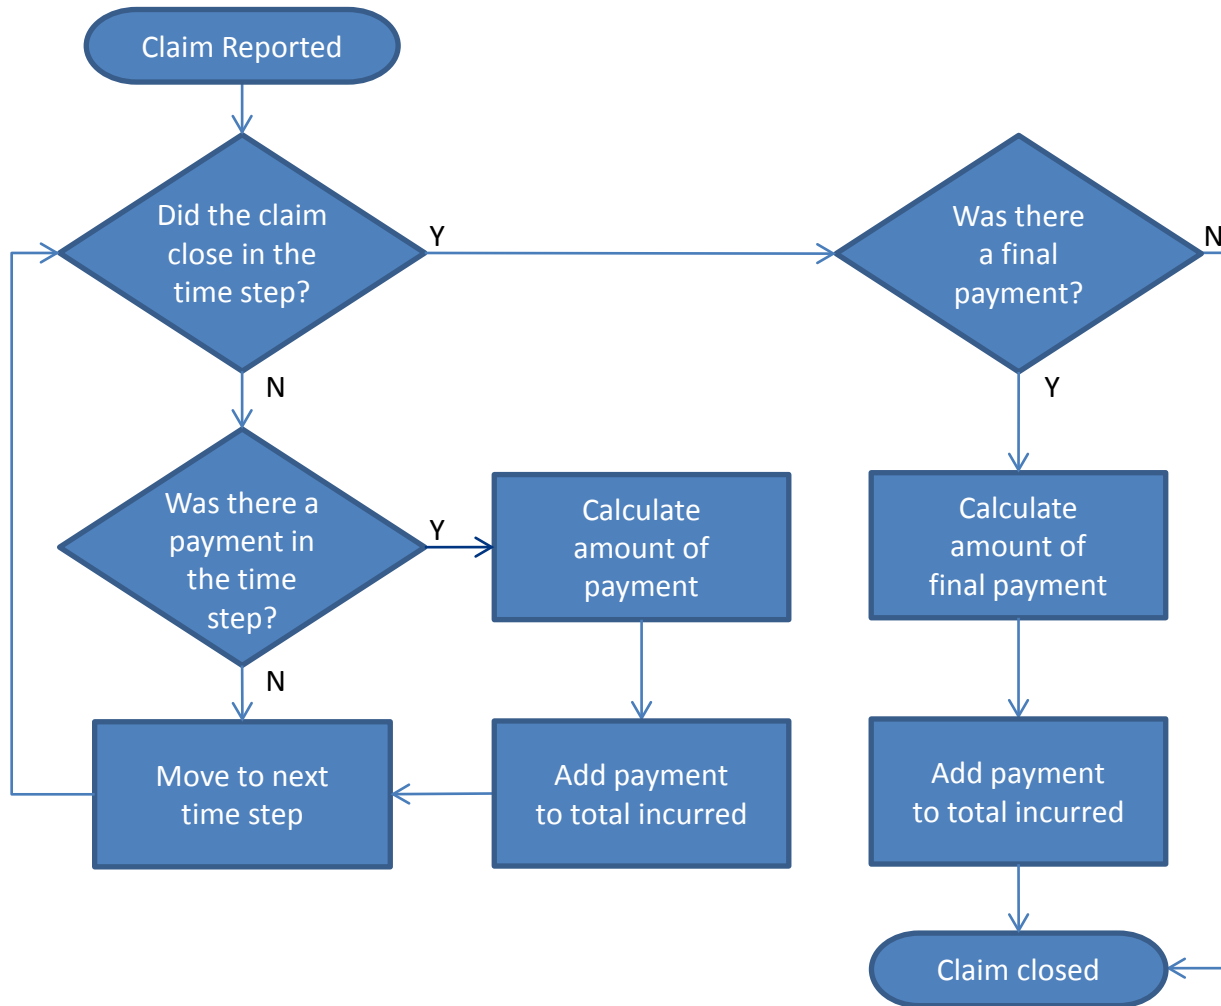 Claim Reported
Did the claim
close in the
time step?
Y
Was there
a final
payment?
N
N
Y
Was there a
payment in
the time
step?
Y
Calculate
amount of
payment
Calculate
amount of
final payment
N
Move to next
time step
Add payment
to total incurred
Add payment
to total incurred
Claim closed